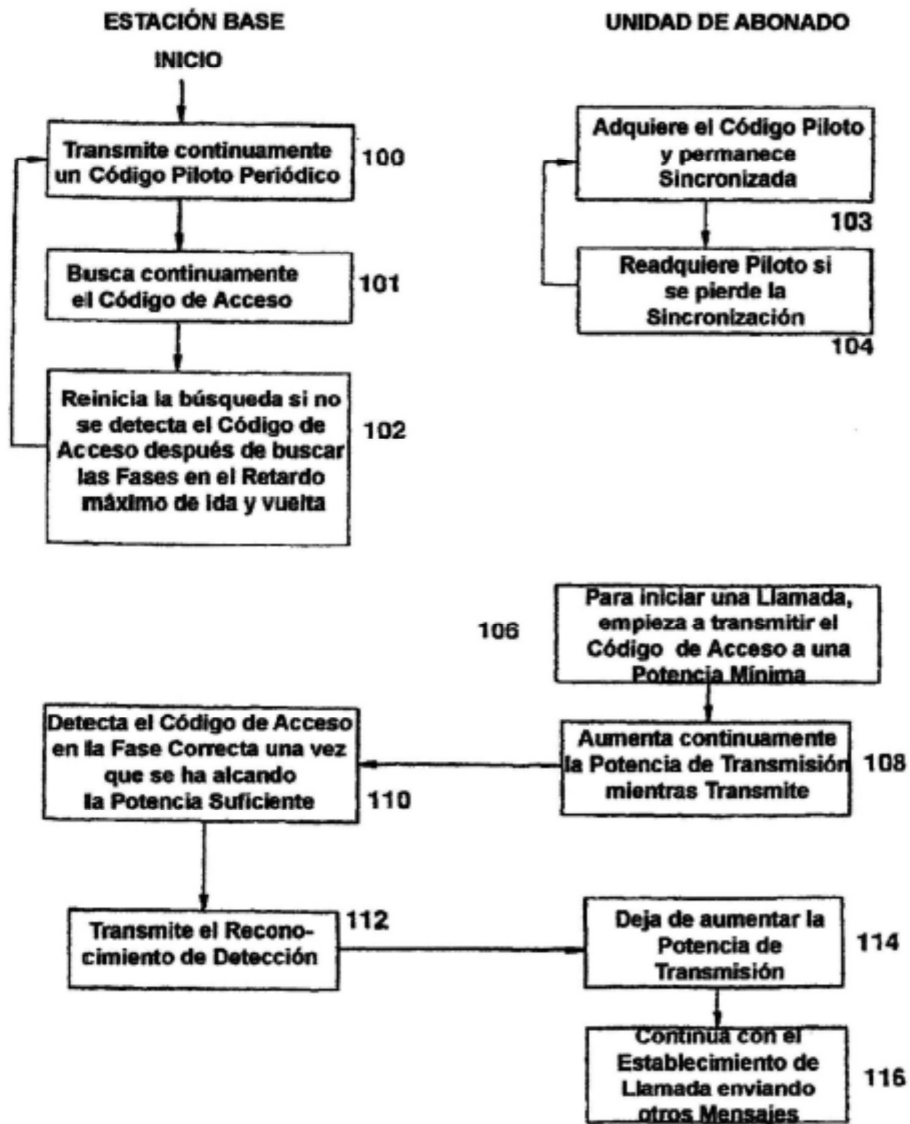 ESTACIÓN BASE
INICIO
Transmite continuamente
un Código Piloto Periódico
100
Busca continuamente
el Código de Acceso
101
Reinicia la búsqueda si no
se detecta el Código de
Acceso después de buscar
las Fases en el Retardo
máximo de ida y vuelta
102
UNIDAD DE ABONADO
Adquiere el Código Piloto
y permanece
Sincronizada
103
Readquiere Piloto si
se pierde la
Sincronización
104
106
Para iniciar una Llamada,
empieza a transmitir el
Código de Acceso a una
Potencia Mínima
Aumenta continuamente
la Potencia de Transmisión
mientras Transmite
108
Detecta el Código de Acceso
en lla Fase Correcta una vez
que se ha alcando
la Potencia Suficiente
110
Transmite el Recono-
cimiento de Detección
112
Deja de aumentar la
Potencia de
Transmisión
114
Continua con el
Establecimiento de
Llamada enviando
otros Mensajes
116